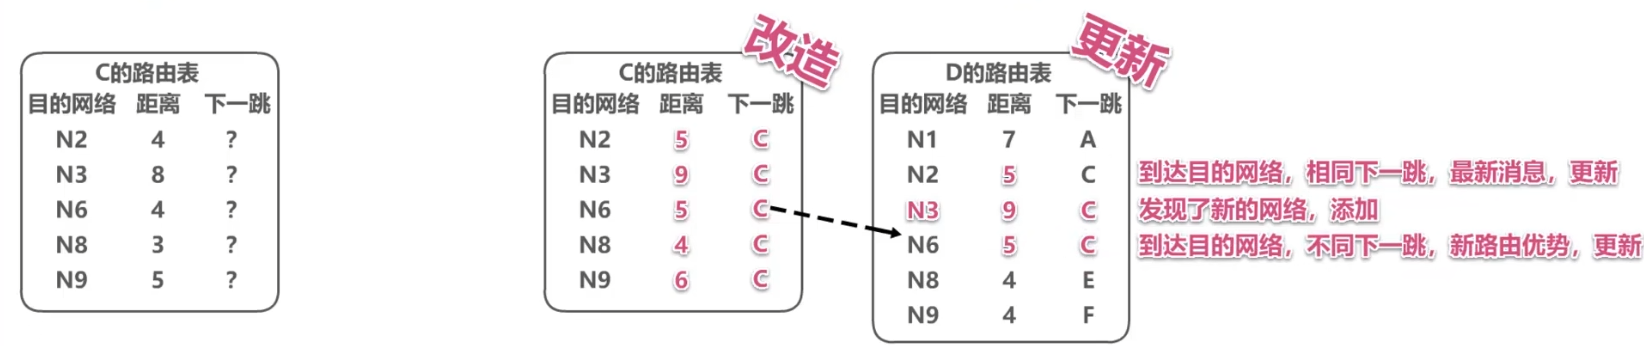 C的路由表
目的网络 距离 下一跳
N2 4 ?
N3 8 ?
N6 4 ?
N8 3 ?
N9 5 ?
改造
C的路由表
目的网络 距离 下一跳
N2 5 C
N3 9 C
N6 5 C
N8 4 C
N9 6 C
更新
D的路由表
目的网络 距离 下一跳
N1 7 A
N2 5 C 到达目的网络，相同下一跳，最新消息，更新
N3 9 C 发现了新的网络，添加
N6 5 C 到达目的网络，不同下一跳，新路由优势，更新
N8 4 E
N9 4 F